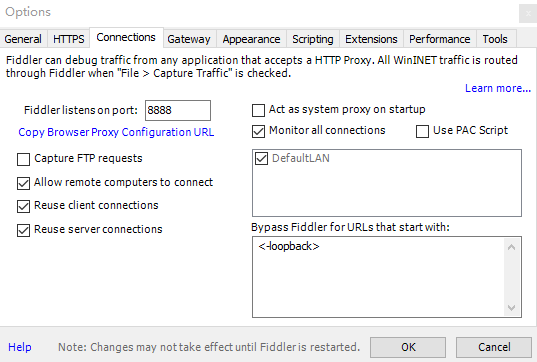 Options
General HTTPS Connections Gateway Appearance Scripting Extensions Performance Tools
Fiddler can debug traffic from any application that accepts a HTTP Proxy. All WinINET traffic is routed
through Fiddler when "File > Capture Traffic" is checked.
Learn more...
Fiddler listens on port: 8888
Copy Browser Proxy Configuration URL
Capture FTP requests
Allow remote computers to connect
Reuse client connections
Reuse server connections
Act as system proxy on startup
Monitor all connections Use PAC Script
DefaultLAN
Bypass Fiddler for URLs that start with:
<-loopback>
Help Note: Changes may not take effect until Fiddler is restarted. OK Cancel